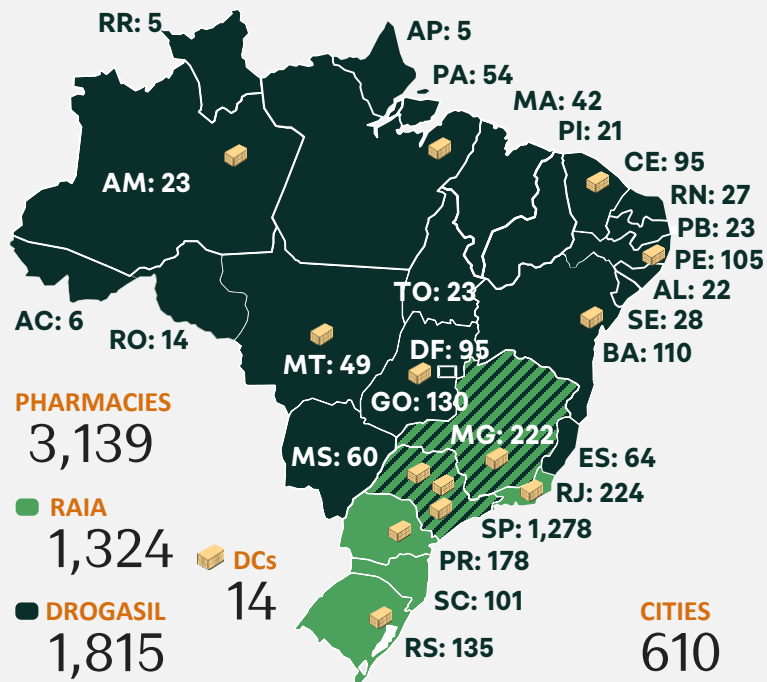 RR: 5
AP: 5
PA: 54
MA: 42
PI: 21
CE: 95
AM: 23
RN: 27
PB: 23
PE: 105
TO: 23
AL: 22
AC: 6
SE: 28
RO: 14
DF: 95
BA: 110
MT: 49
GO: 130
MG: 222
MS: 60
ES: 64
RJ: 224
SP: 1,278
PR: 178
SC: 101
RS: 135
PHARMACIES
3,139
RAIA
1,324
DCs
14
DROGASIL
1,815
CITIES
610